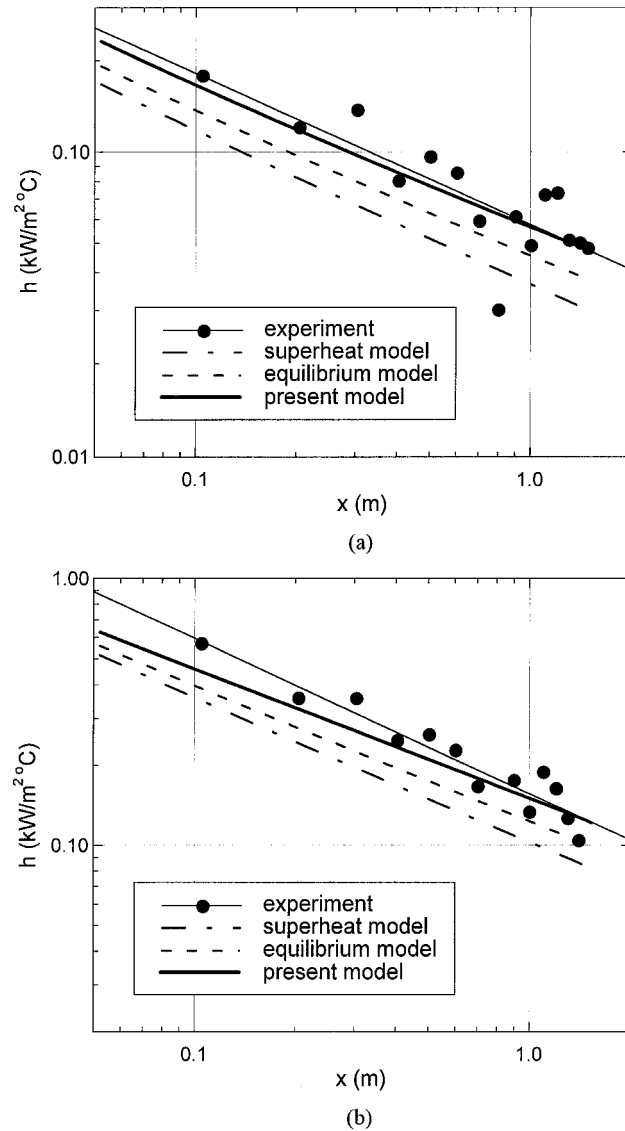 h (kW/m² °C)
0.10
0.01
experiment
superheat model
equilibrium model
present model
0.1
1.0
x (m)
(a)
h (kW/m² °C)
1.00
0.10
experiment
superheat model
equilibrium model
present model
0.1
1.0
x (m)
(b)